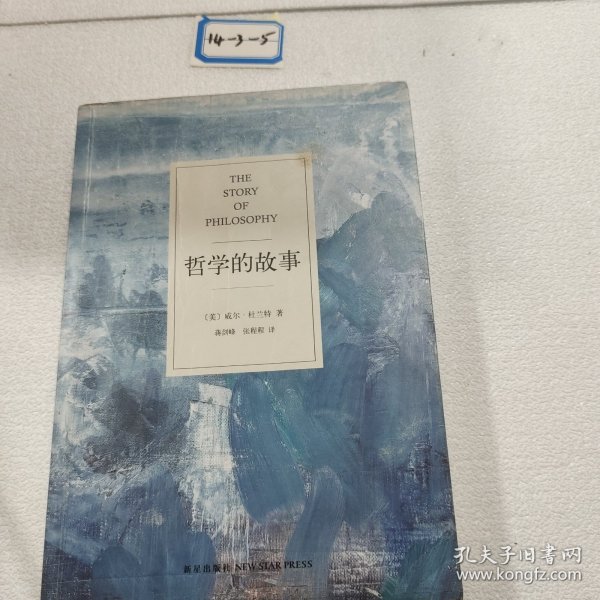 14-3-5
THE
STORY
OF
PHILOSOPHY
哲学的故事
〔美〕威尔·杜兰特 著
蒋剑峰 张程程 译
新星出版社 NEW STAR PRESS
孔夫子旧书网
www.kongfz.com